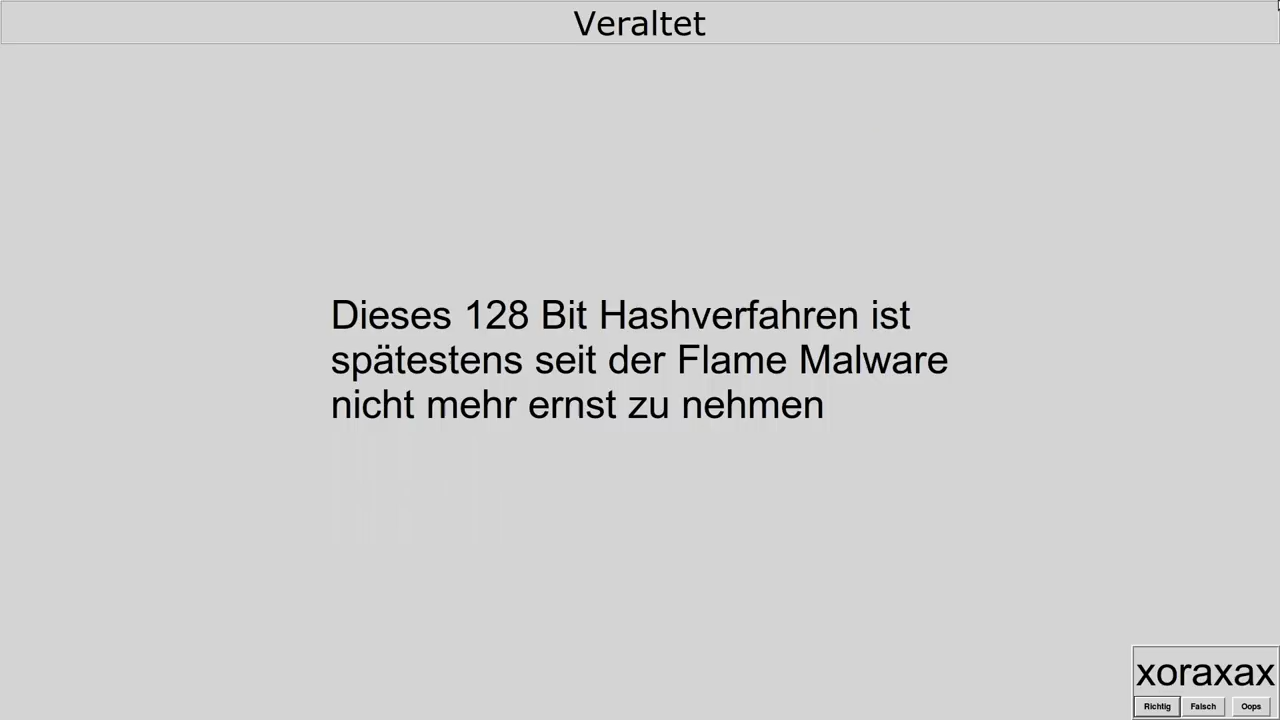 Veraltet
Dieses 128 Bit Hashverfahren ist
spätestens seit der Flame Malware
nicht mehr ernst zu nehmen
xoraxax
Richtig Falsch Oops